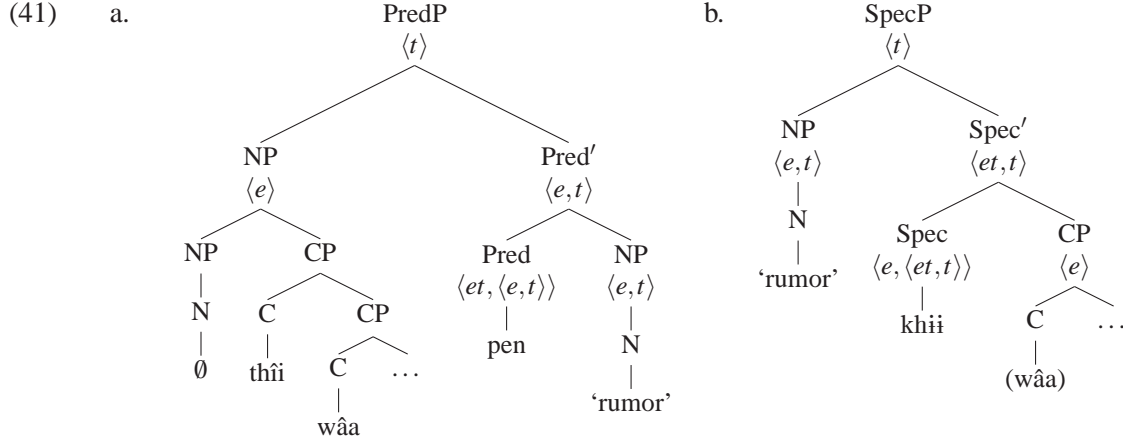 (41) a. PredP b. SpecP
⟨t⟩ ⟨t⟩
NP Pred′ NP Spec′
⟨e⟩ ⟨e, t⟩ ⟨e, t⟩ ⟨et, t⟩
NP CP Pred NP N Spec CP
⟨et, ⟨e, t⟩⟩ ⟨e, t⟩ ‘rumor’ ⟨e, ⟨et, t⟩⟩ ⟨e⟩
N C CP pen N khɨɨ C …
∅ thîi C … ‘rumor’ (wâa)
wâa